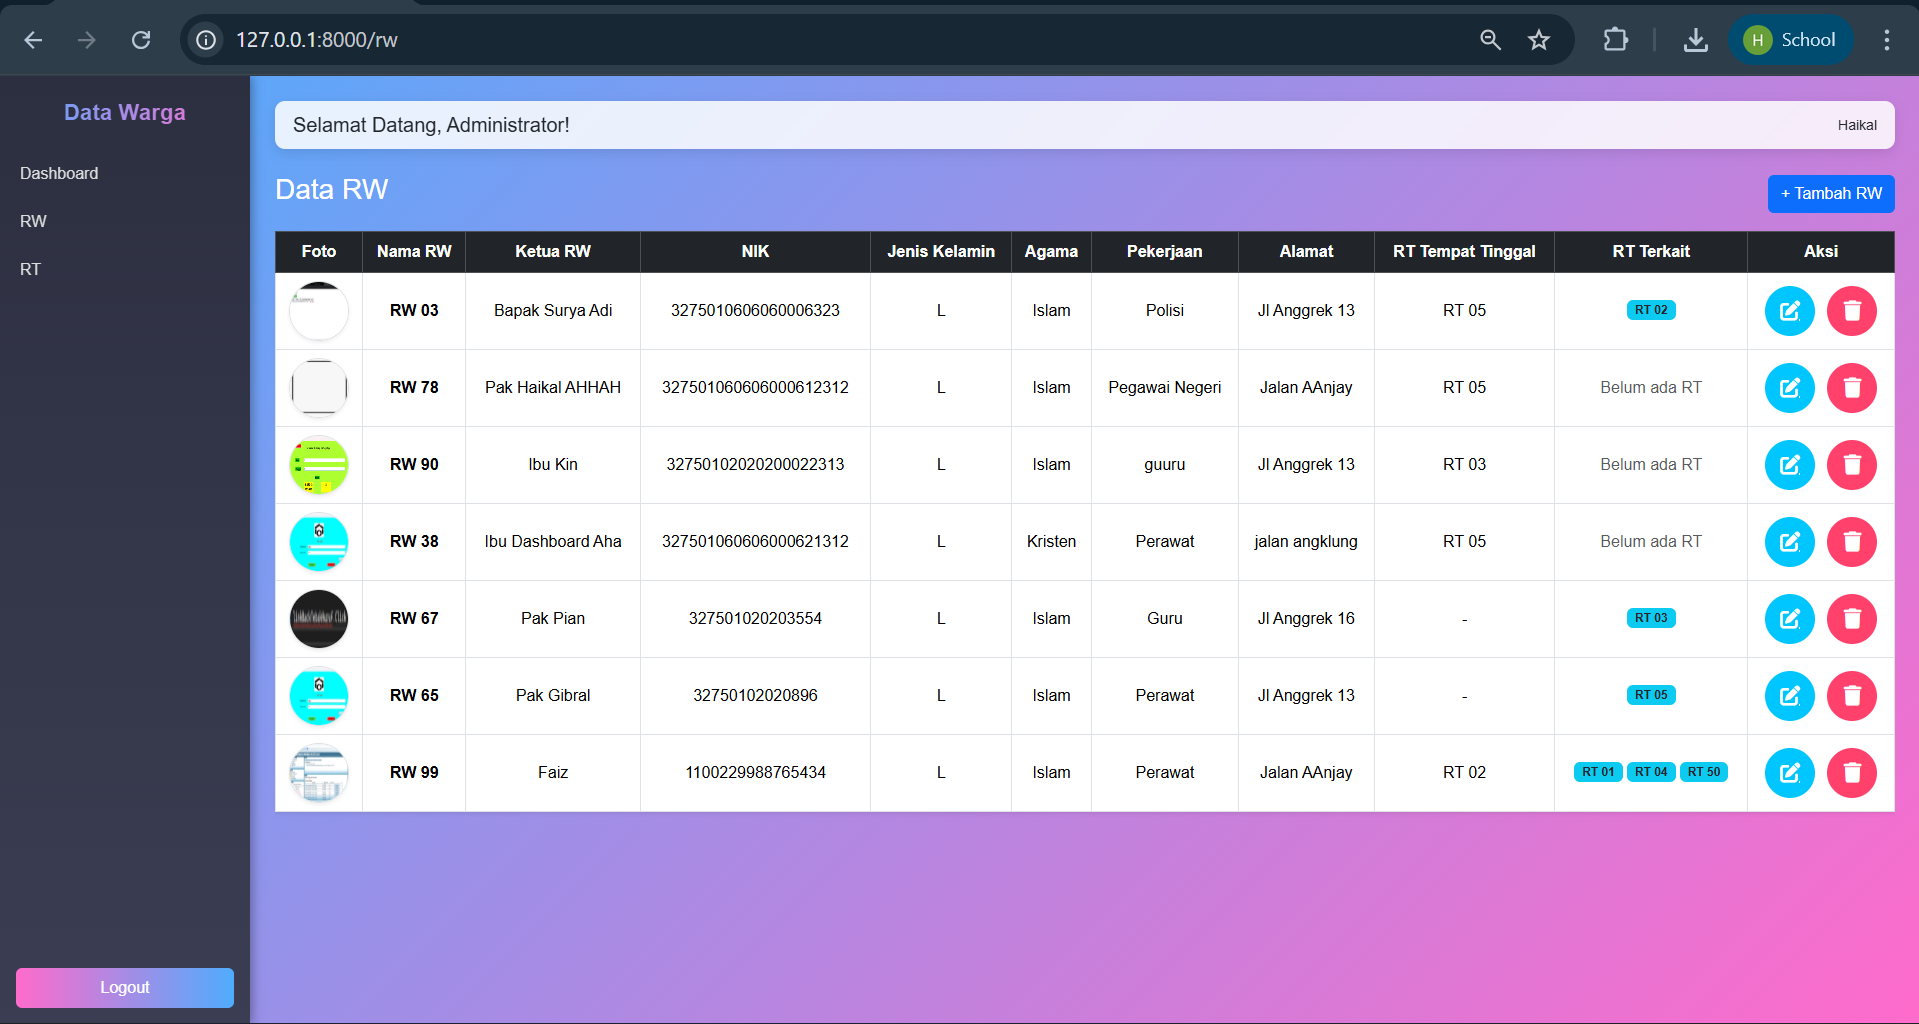 127.0.0.1:8000/rw
H School
Data Warga
Dashboard
RW
RT
Logout
Selamat Datang, Administrator! Haikal
Data RW + Tambah RW
Foto Nama RW Ketua RW NIK Jenis Kelamin Agama Pekerjaan Alamat RT Tempat Tinggal RT Terkait Aksi
RW 03 Bapak Surya Adi 3275010606060006323 L Islam Polisi Jl Anggrek 13 RT 05 RT 02
RW 78 Pak Haikal AHHAH 327501060606000612312 L Islam Pegawai Negeri Jalan AAnjay RT 05 Belum ada RT
RW 90 Ibu Kin 32750102020200022313 L Islam guuru Jl Anggrek 13 RT 03 Belum ada RT
RW 38 Ibu Dashboard Aha 327501060606000621312 L Kristen Perawat jalan angklung RT 05 Belum ada RT
RW 67 Pak Pian 327501020203554 L Islam Guru Jl Anggrek 16 - RT 03
RW 65 Pak Gibral 32750102020896 L Islam Perawat Jl Anggrek 13 - RT 05
RW 99 Faiz 1100229988765434 L Islam Perawat Jalan AAnjay RT 02 RT 01 RT 04 RT 50